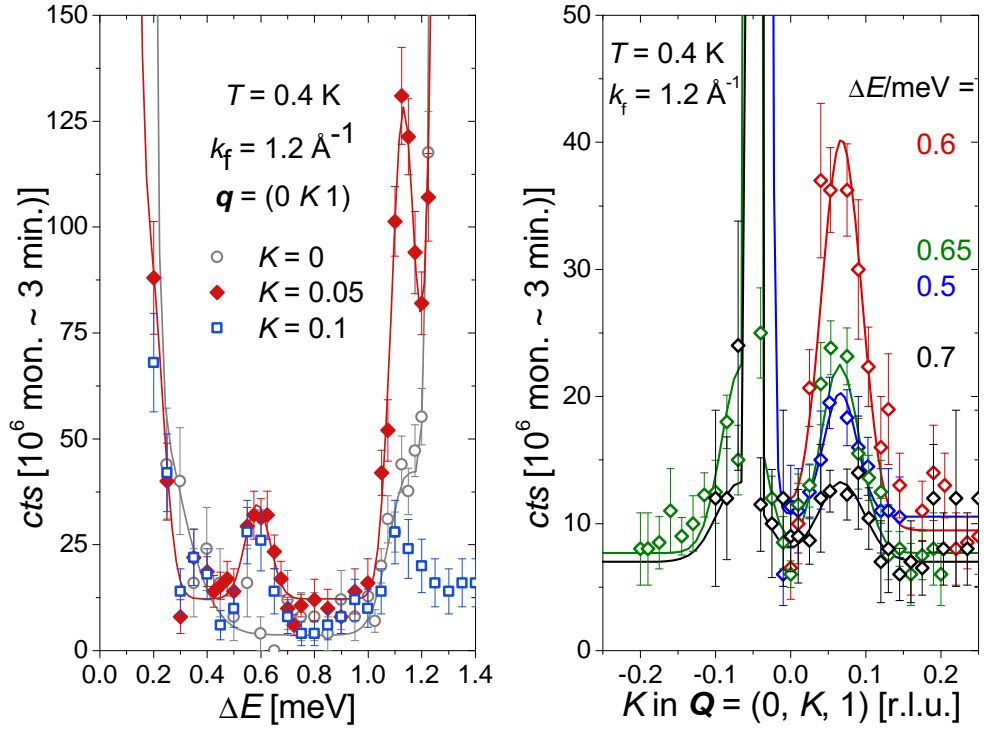 cts [10⁶ mon. ~ 3 min.)]
150
125
100
75
50
25
0
T = 0.4 K
k_f = 1.2 Å⁻¹
q = (0 K 1)
K = 0
K = 0.05
K = 0.1
0.0 0.2 0.4 0.6 0.8 1.0 1.2 1.4
ΔE [meV]
cts [10⁶ mon. ~ 3 min.)]
50
40
30
20
10
0
T = 0.4 K
k_f = 1.2 Å⁻¹
ΔE/meV =
0.6
0.65
0.5
0.7
-0.2 -0.1 0.0 0.1 0.2
K in Q = (0, K, 1) [r.l.u.]